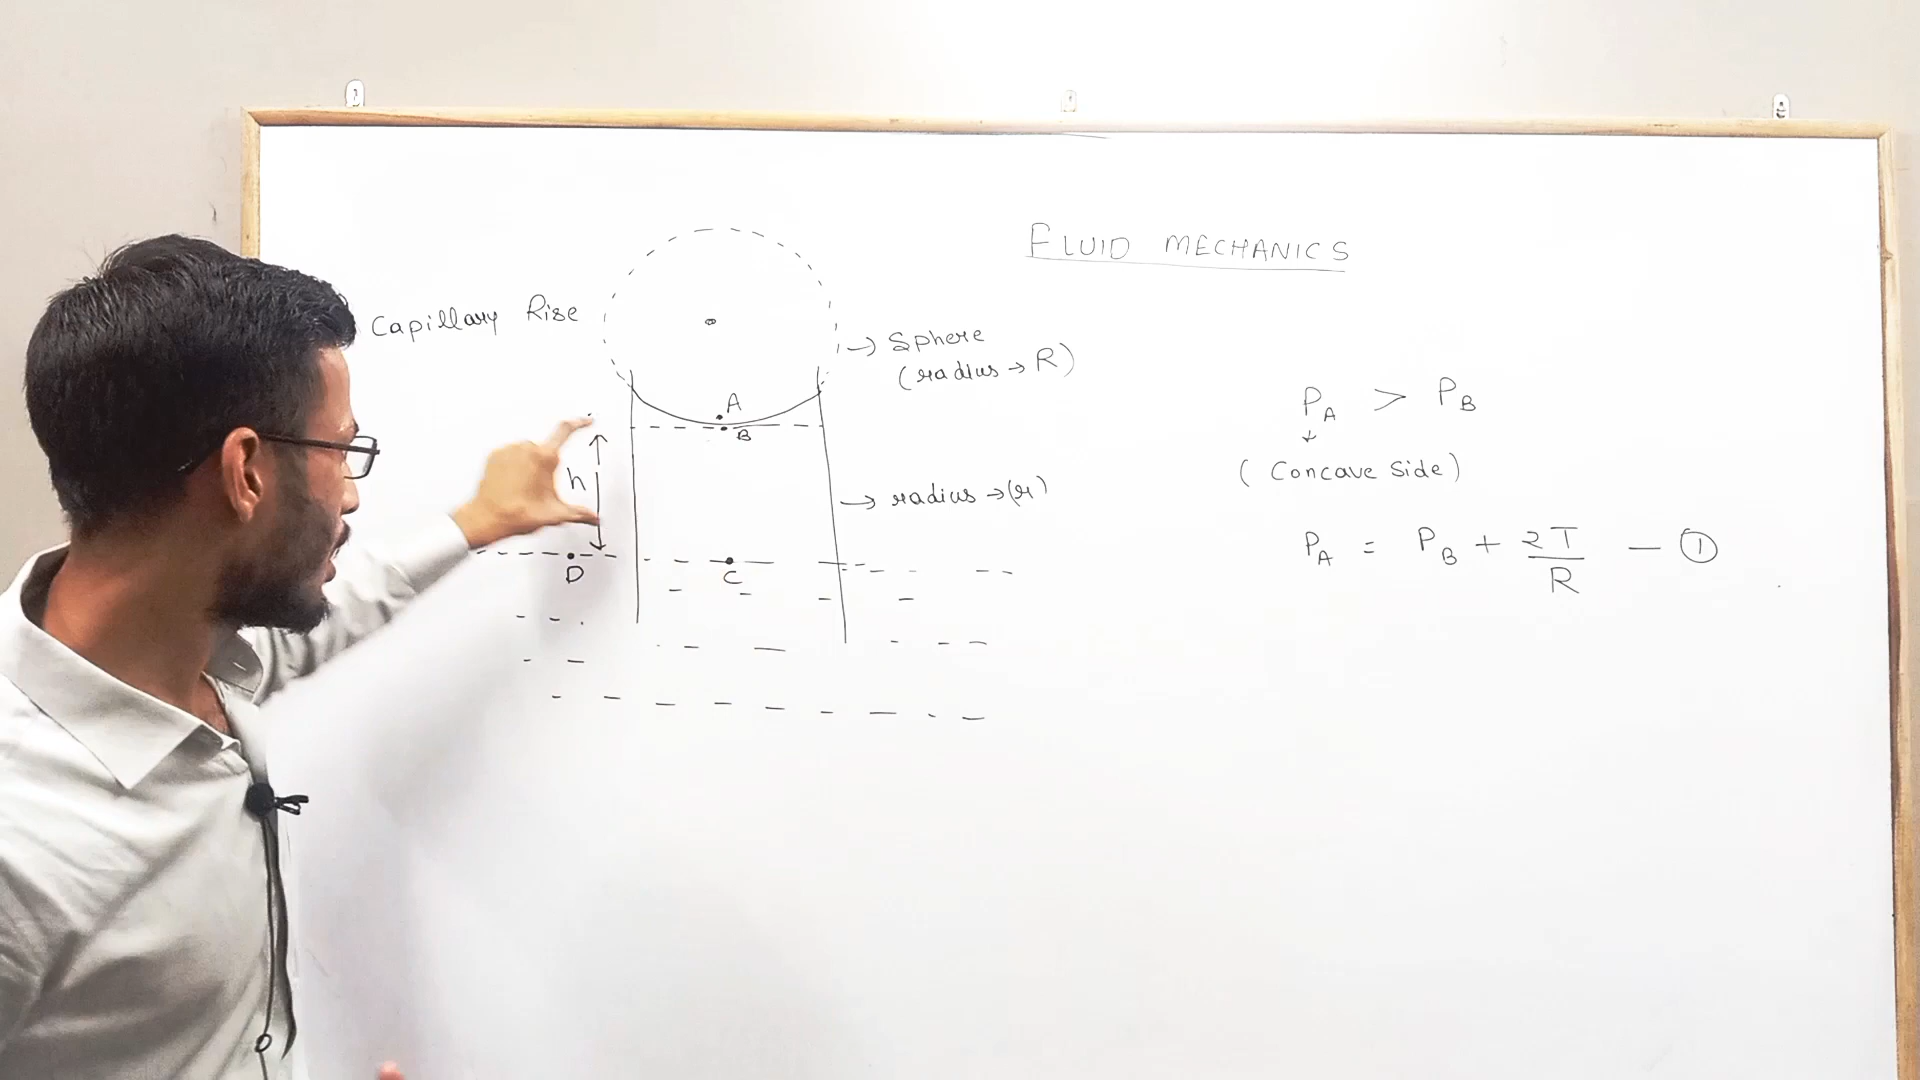 FLUID MECHANICS
Capillary Rise
→ Sphere
(radius → R)
A
B
h
→ radius → (r)
D
C
P_A > P_B
↓
(Concave Side)
P_A = P_B + 2T/R — ①